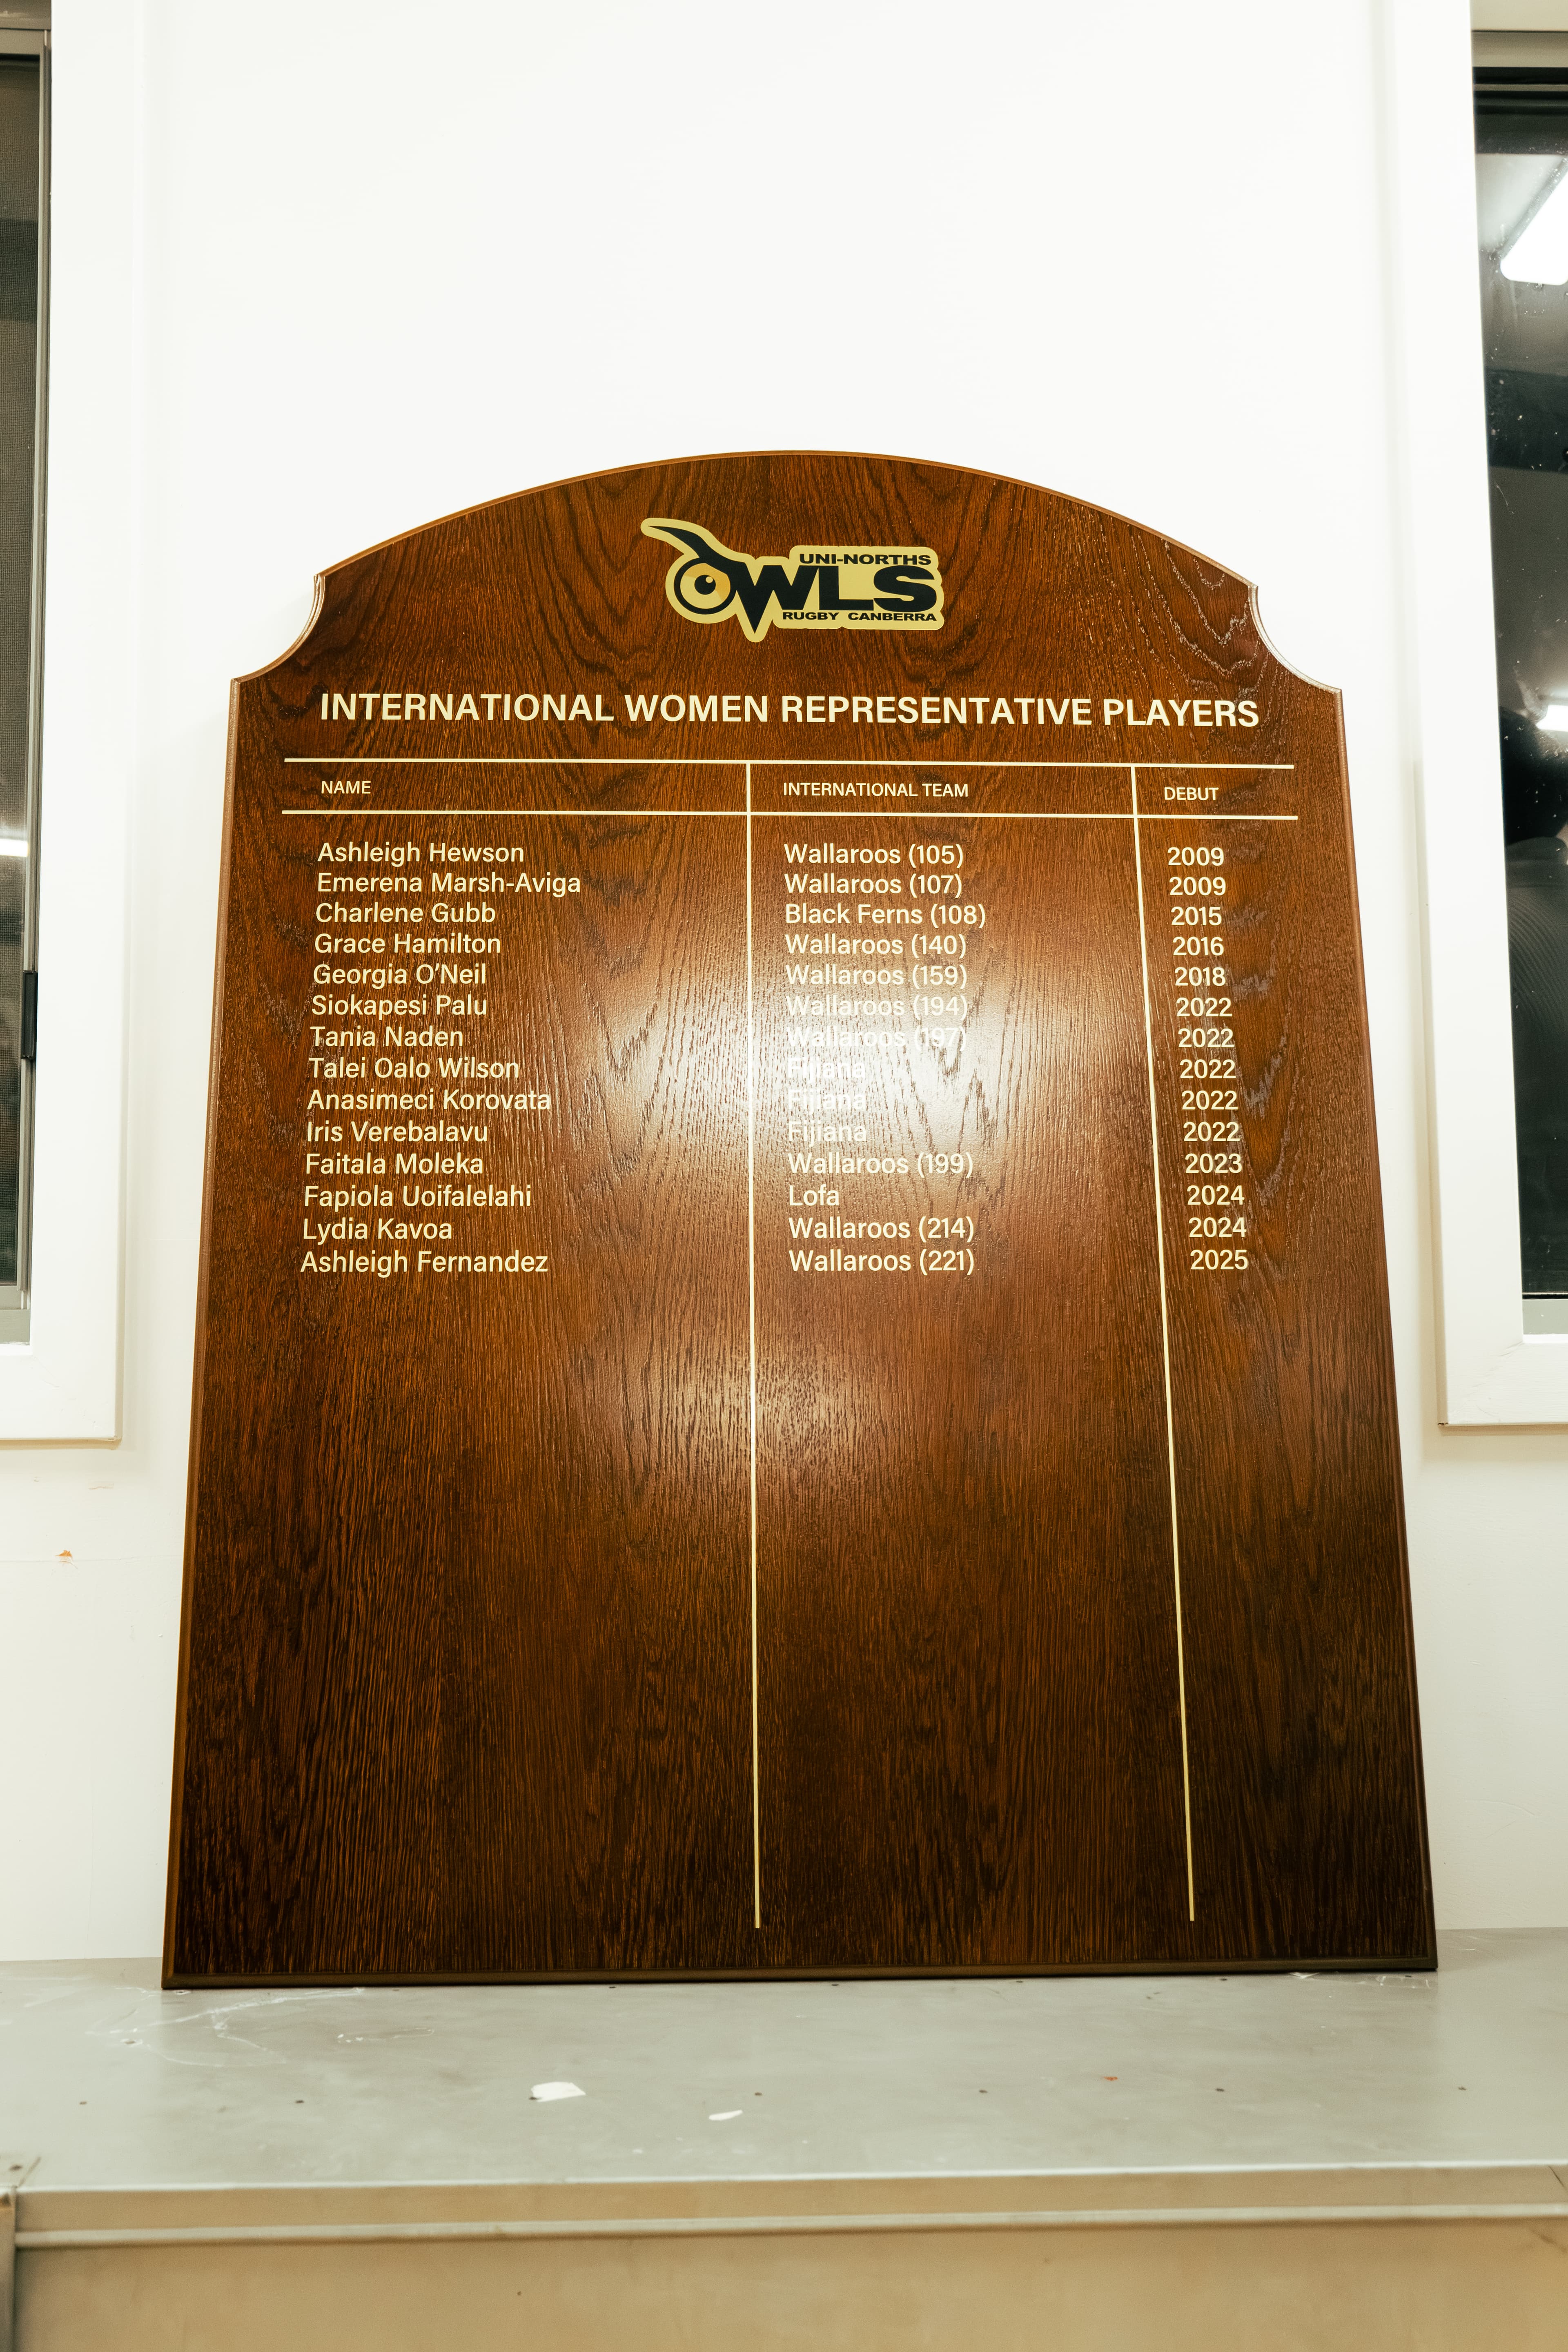 UNI-NORTHS
OWLS
RUGBY CANBERRA
INTERNATIONAL WOMEN REPRESENTATIVE PLAYERS
NAME INTERNATIONAL TEAM DEBUT
Ashleigh Hewson Wallaroos (105) 2009
Emerena Marsh-Aviga Wallaroos (107) 2009
Charlene Gubb Black Ferns (108) 2015
Grace Hamilton Wallaroos (140) 2016
Georgia O’Neil Wallaroos (159) 2018
Siokapesi Palu Wallaroos (194) 2022
Tania Naden Wallaroos (197) 2022
Talei Oalo Wilson Fijiana 2022
Anasimeci Korovata Fijiana 2022
Iris Verebalavu Fijiana 2022
Faitala Moleka Wallaroos (199) 2023
Fapiola Uoifalelahi Lofa 2024
Lydia Kavoa Wallaroos (214) 2024
Ashleigh Fernandez Wallaroos (221) 2025